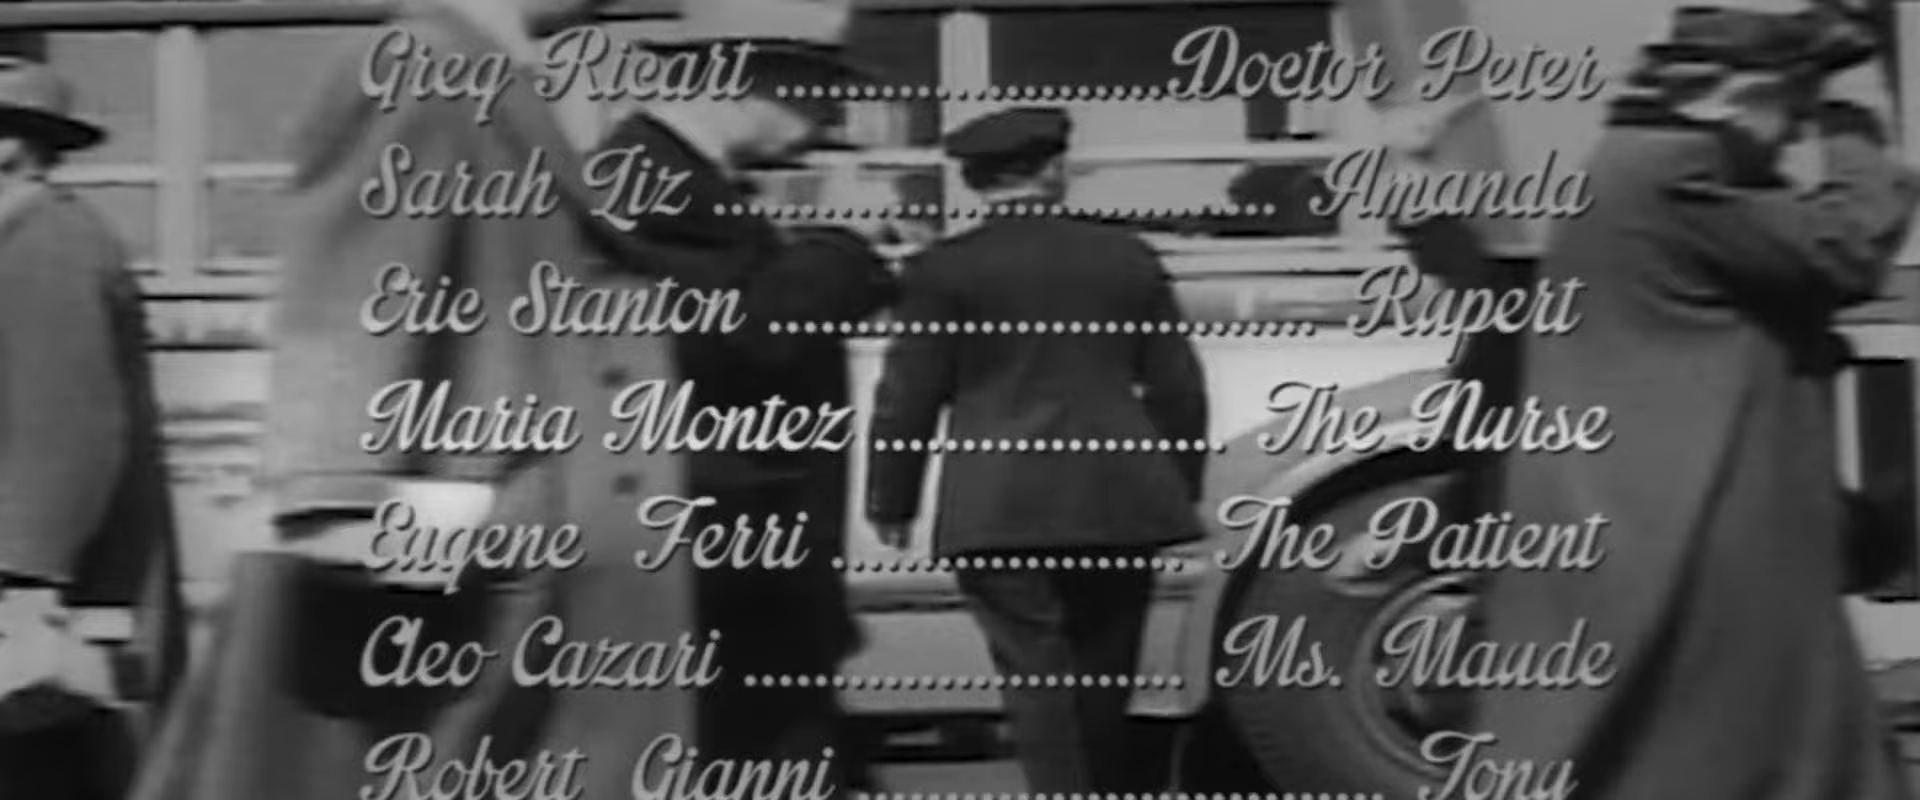 Greg Ricart ........................Doctor Peter
Sarah Liz ................................. Amanda
Eric Stanton ................................ Rupert
Maria Montez ..................... The Nurse
Eugene Ferri ..................... The Patient
Cleo Cazari .......................... Ms. Maude
Robert Gianni ............................... Tony